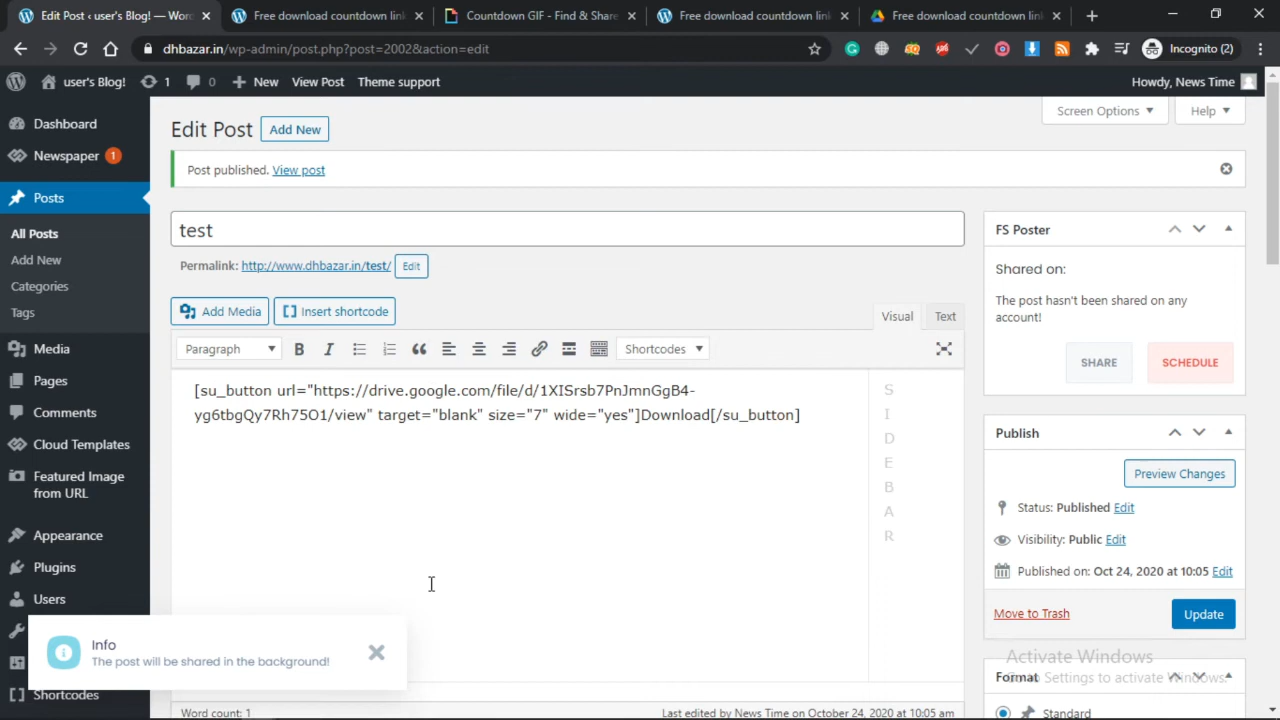 Edit Post ‹ user's Blog! — Wor
Free download countdown lin
Countdown GIF - Find & Share
Free download countdown lin
Free download countdown lin
dhbazar.in/wp-admin/post.php?post=2002&action=edit
Incognito (2)
user's Blog!
1
0
New
View Post
Theme support
Howdy, News Time
Dashboard
Newspaper 1
Posts
All Posts
Add New
Categories
Tags
Media
Pages
Comments
Cloud Templates
Featured Image
from URL
Appearance
Plugins
Users
Shortcodes
Screen Options
Help
Edit Post
Add New
Post published. View post
test
Permalink: http://www.dhbazar.in/test/ Edit
Add Media
[ ] Insert shortcode
Visual
Text
Paragraph
B I
Shortcodes
[su_button url="https://drive.google.com/file/d/1XISrsb7PnJmnGgB4-
yg6tbgQy7Rh75O1/view" target="blank" size="7" wide="yes"]Download[/su_button]
S
I
D
E
B
A
R
Word count: 1
Last edited by News Time on October 24, 2020 at 10:05 am
Info
The post will be shared in the background!
FS Poster
Shared on:
The post hasn't been shared on any
account!
SHARE
SCHEDULE
Publish
Preview Changes
Status: Published Edit
Visibility: Public Edit
Published on: Oct 24, 2020 at 10:05 Edit
Move to Trash
Update
Activate Windows
Go to Settings to activate Windows.
Format
Standard